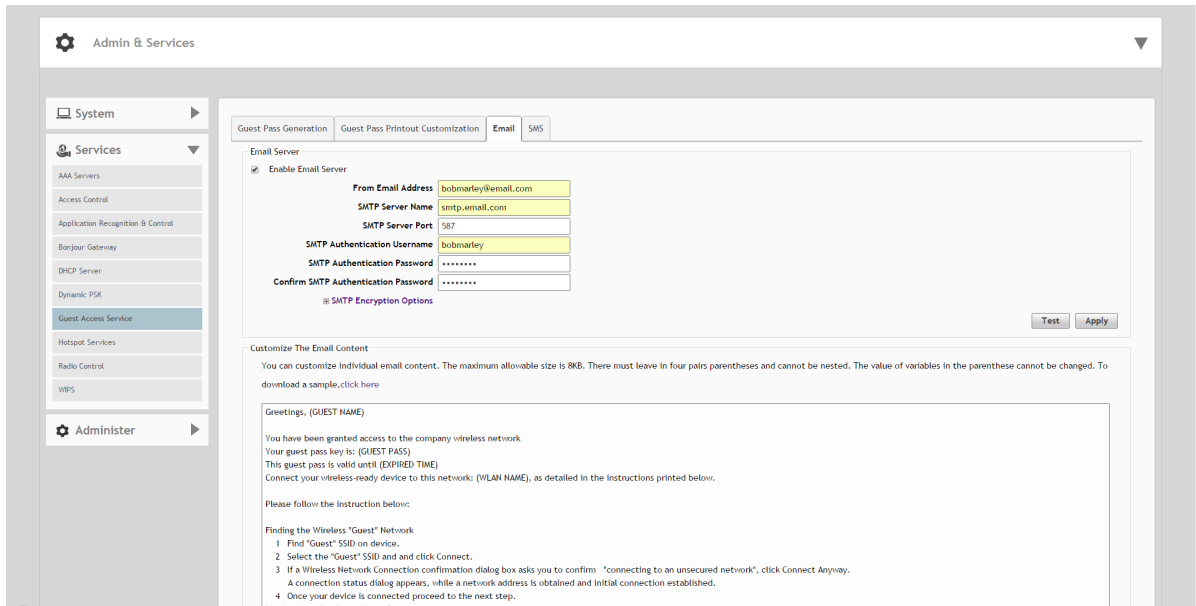 Admin & Services
System
Services
AAA Servers
Access Control
Application Recognition & Control
Bonjour Gateway
DHCP Server
Dynamic PSK
Guest Access Service
Hotspot Services
Radio Control
WIPS
Administer
Guest Pass Generation Guest Pass Printout Customization Email SMS
Email Server
Enable Email Server
From Email Address bobmarley@email.com
SMTP Server Name smtp.email.com
SMTP Server Port 587
SMTP Authentication Username bobmarley
SMTP Authentication Password ••••••••
Confirm SMTP Authentication Password ••••••••
SMTP Encryption Options
Test Apply
Customize The Email Content
You can customize individual email content. The maximum allowable size is 8KB. There must leave in four pairs parentheses and cannot be nested. The value of variables in the parenthese cannot be changed. To
download a sample,click here
Greetings, (GUEST NAME)
You have been granted access to the company wireless network
Your guest pass key is: (GUEST PASS)
This guest pass is valid until (EXPIRED TIME)
Connect your wireless-ready device to this network: (WLAN NAME), as detailed in the instructions printed below.
Please follow the instruction below:
Finding the Wireless "Guest" Network
1 Find "Guest" SSID on device.
2 Select the "Guest" SSID and and click Connect.
3 If a Wireless Network Connection confirmation dialog box asks you to confirm "connecting to an unsecured network", click Connect Anyway.
A connection status dialog appears, while a network address is obtained and initial connection established.
4 Once your device is connected proceed to the next step.